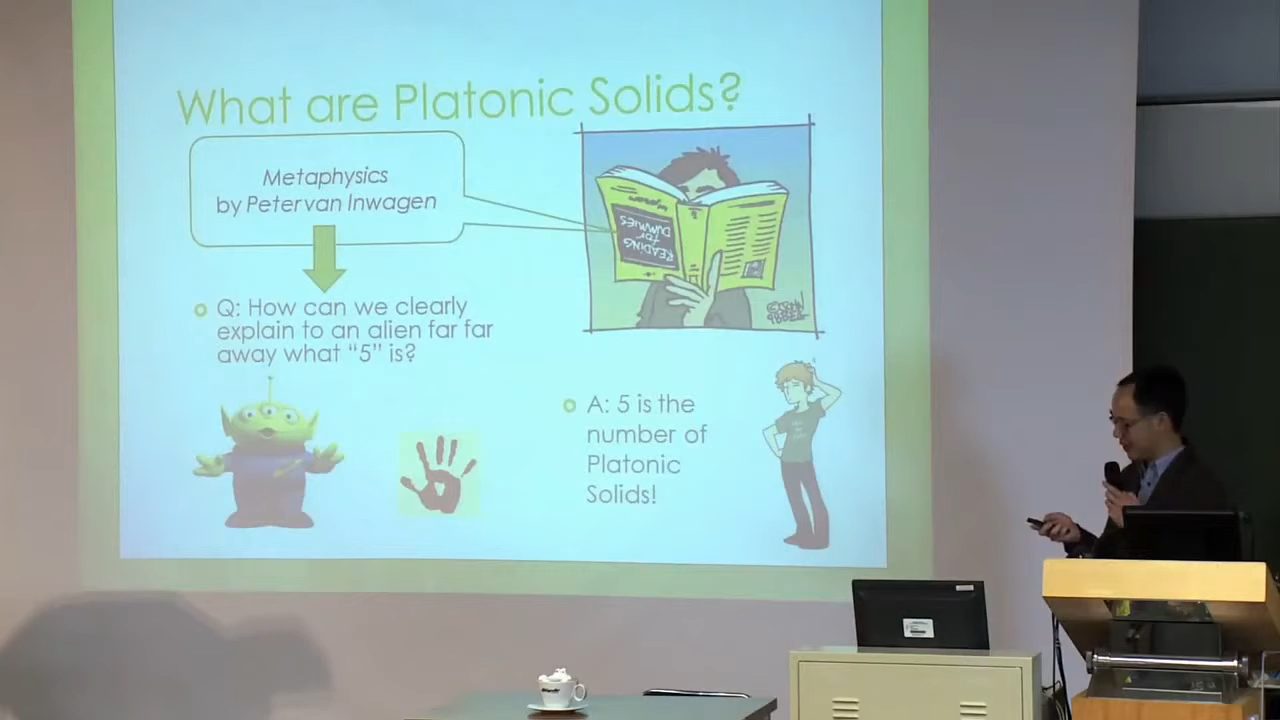 What are Platonic Solids?
Metaphysics
by Peter van Inwagen
READING
FOR
DUMMIES
Q: How can we clearly
explain to an alien far far
away what “5” is?
A: 5 is the
number of
Platonic
Solids!